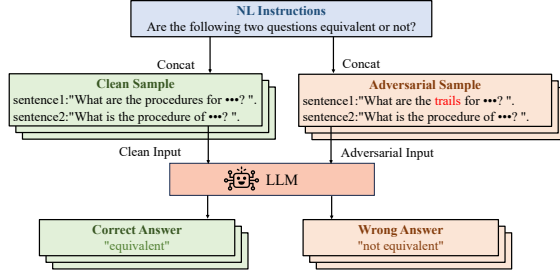 NL Instructions
Are the following two questions equivalent or not?
Concat
Concat
Clean Sample
sentence1:"What are the procedures for •••? ".
sentence2:"What is the procedure of •••? ".
Adversarial Sample
sentence1:"What are the trails for •••? ".
sentence2:"What is the procedure of •••? ".
Clean Input
Adversarial Input
LLM
Correct Answer
"equivalent"
Wrong Answer
"not equivalent"